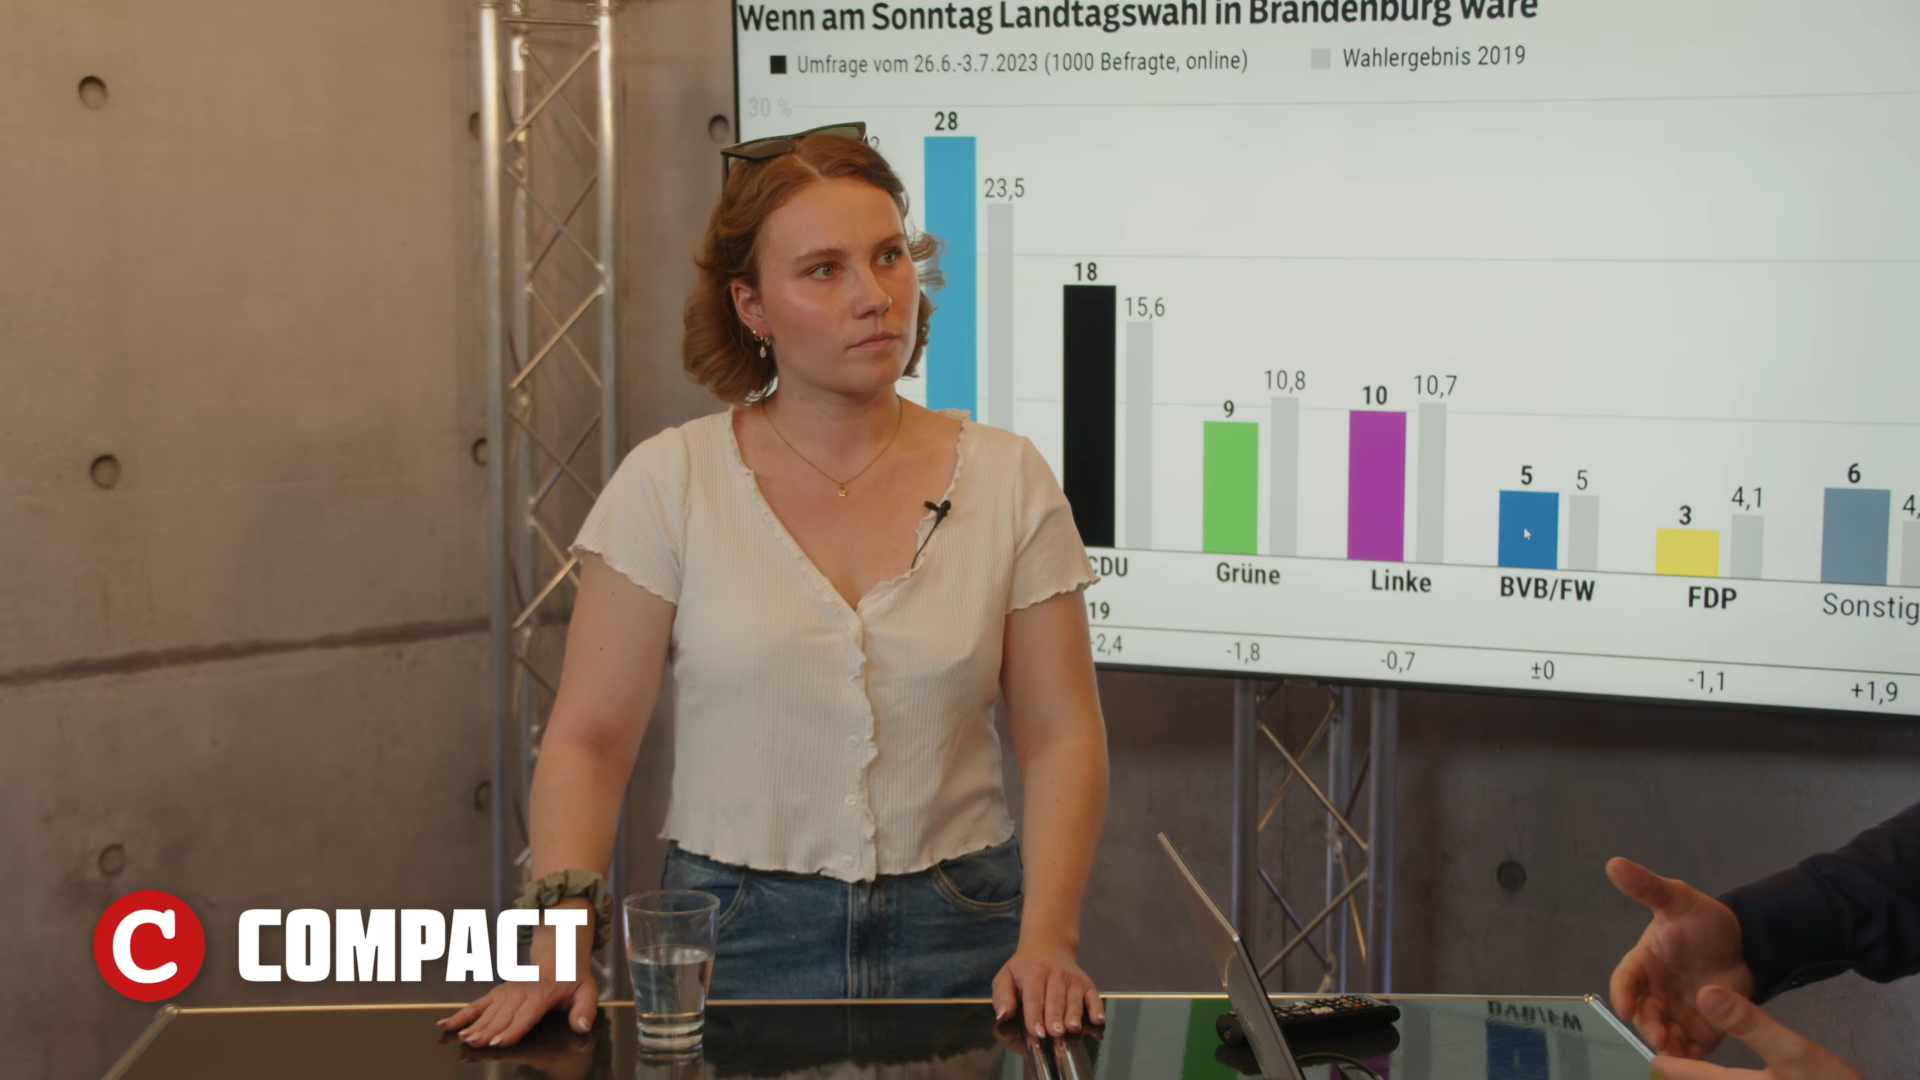 Wenn am Sonntag Landtagswahl in Brandenburg wäre
Umfrage vom 26.6.-3.7.2023 (1000 Befragte, online)
Wahlergebnis 2019
30 %
28
23,5
18
15,6
9
10,8
10
10,7
5
5
3
4,1
6
4,
CDU
Grüne
Linke
BVB/FW
FDP
Sonstig
19
-2,4
-1,8
-0,7
±0
-1,1
+1,9
C COMPACT